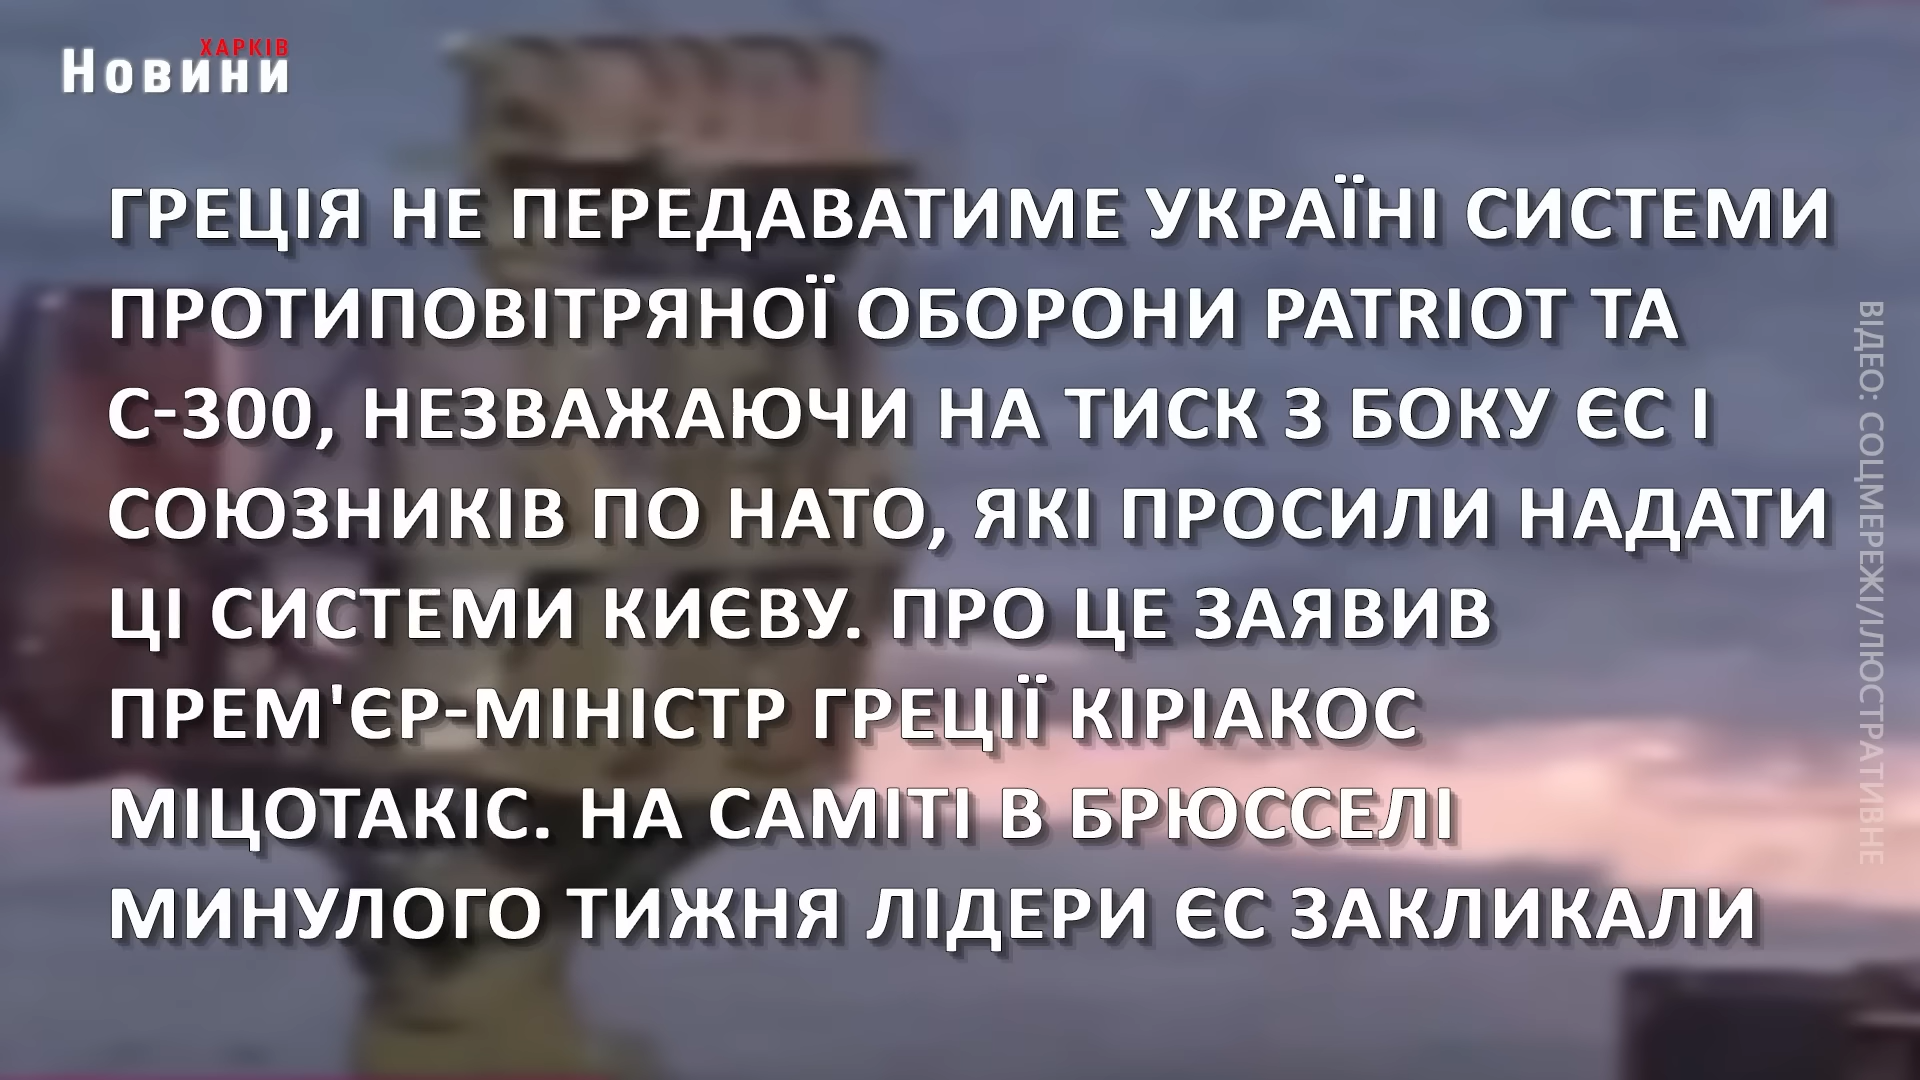 ХАРКІВ
Новини
ГРЕЦІЯ НЕ ПЕРЕДАВАТИМЕ УКРАЇНІ СИСТЕМИ
ПРОТИПОВІТРЯНОЇ ОБОРОНИ PATRIOT ТА
С-300, НЕЗВАЖАЮЧИ НА ТИСК З БОКУ ЄС І
СОЮЗНИКІВ ПО НАТО, ЯКІ ПРОСИЛИ НАДАТИ
ЦІ СИСТЕМИ КИЄВУ. ПРО ЦЕ ЗАЯВИВ
ПРЕМ'ЄР-МІНІСТР ГРЕЦІЇ КІРІАКОС
МІЦОТАКІС. НА САМІТІ В БРЮССЕЛІ
МИНУЛОГО ТИЖНЯ ЛІДЕРИ ЄС ЗАКЛИКАЛИ
ВІДЕО: СОЦМЕРЕЖІ/ІЛЮСТРАТИВНЕ